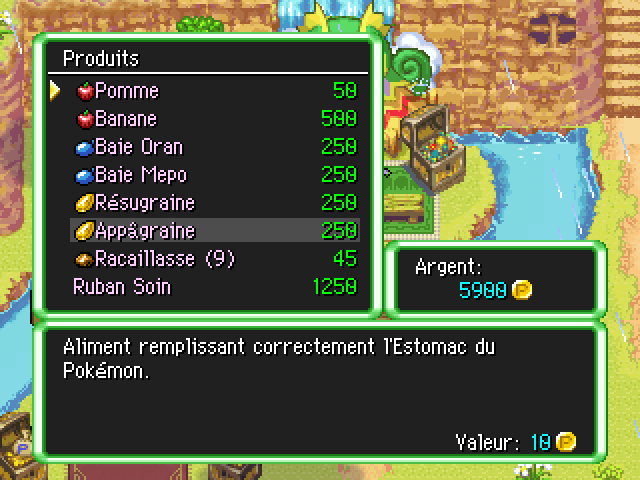 Produits
Pomme 50
Banane 500
Baie Oran 250
Baie Mepo 250
Résugraine 250
Appâgraine 250
Racaillasse (9) 45
Ruban Soin 1250
Argent:
5900 P
Aliment remplissant correctement l'Estomac du
Pokémon.
Valeur: 10 P